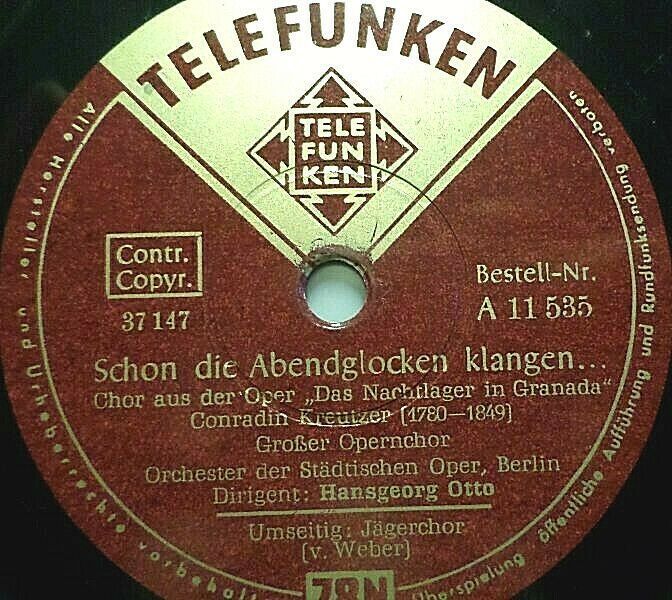 TELEFUNKEN
TELE
FUN
KEN
Contr.
Copyr.
37 147
Bestell-Nr.
A 11 535
Schon die Abendglocken klangen...
Chor aus der Oper „Das Nachtlager in Granada"
Conradin Kreutzer (1780—1849)
Großer Opernchor
Orchester der Städtischen Oper, Berlin
Dirigent: Hansgeorg Otto
Umseitig: Jägerchor
(v. Weber)
78N
Alle Hersteller und Urheberrechte vorbehalt
Überspielung · öffentliche Aufführung und Rundfunksendung verboten